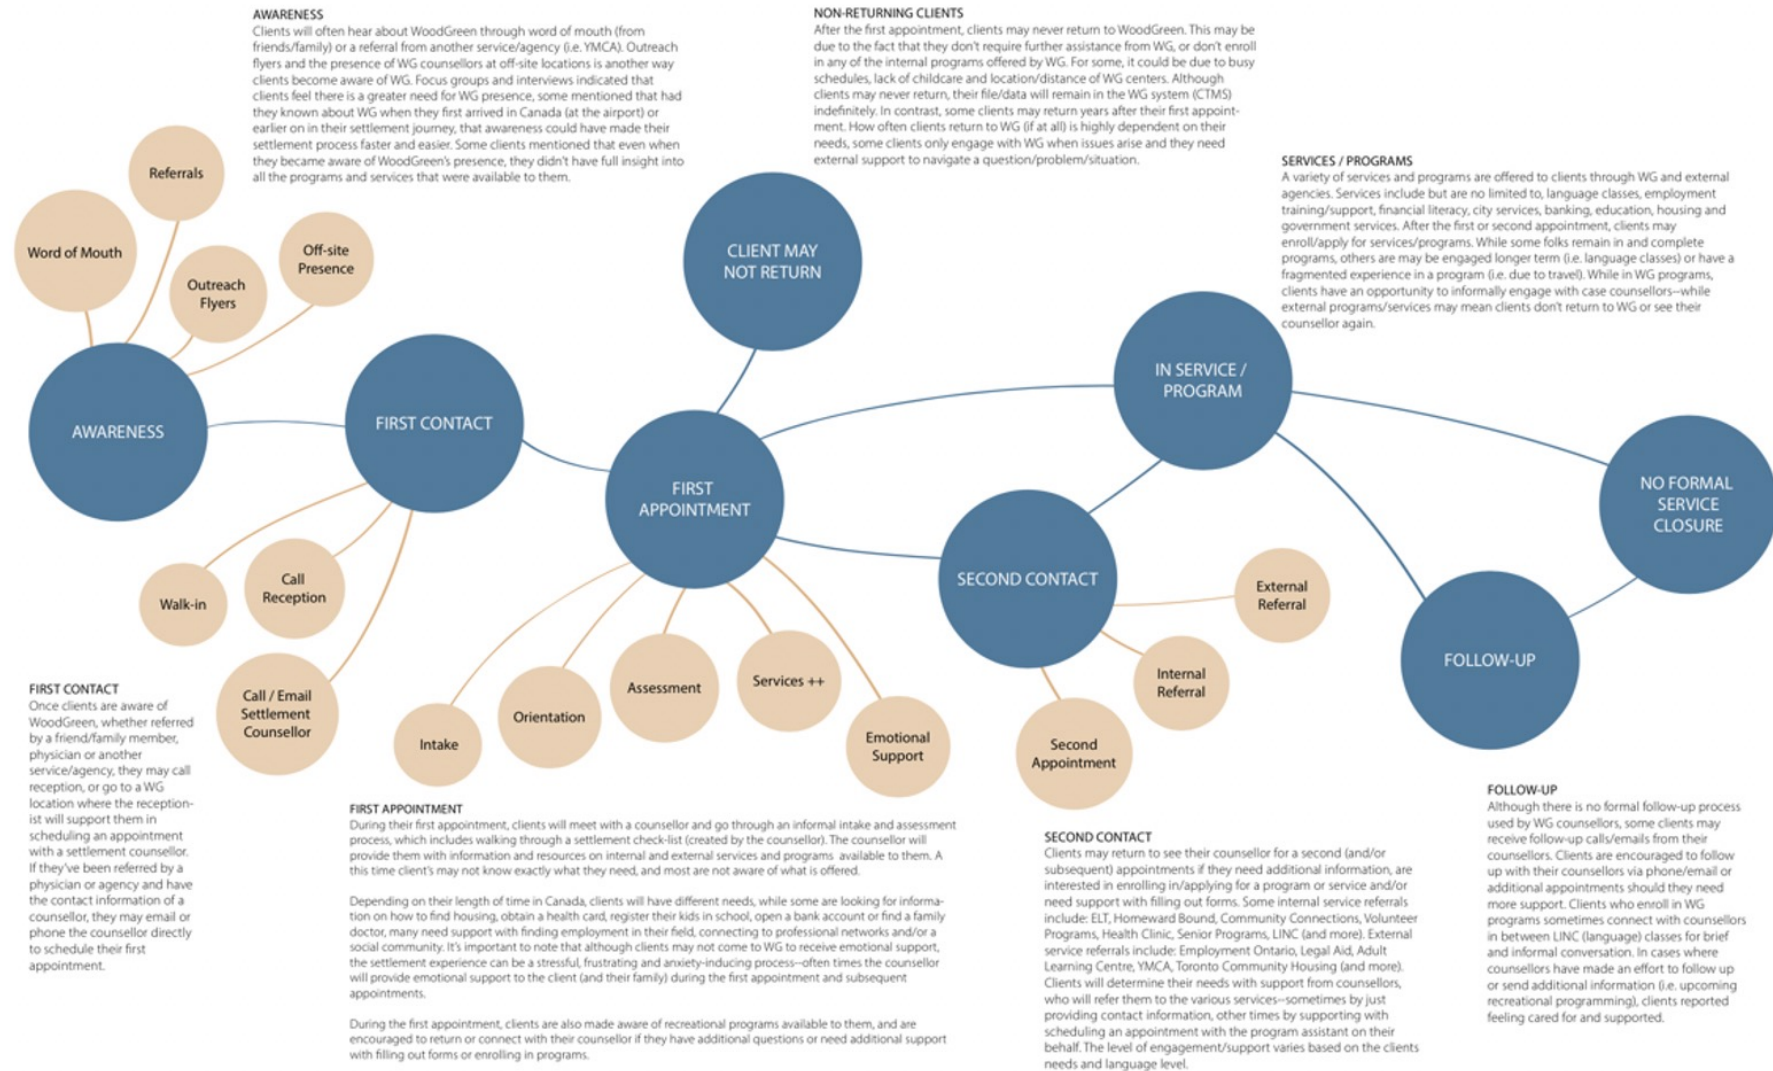 AWARENESS
Clients will often hear about WoodGreen through word of mouth (from
friends/family) or a referral from another service/agency (i.e. YMCA). Outreach
flyers and the presence of WG counsellors at off-site locations is another way
clients become aware of WG. Focus groups and interviews indicated that
clients feel there is a greater need for WG presence, some mentioned that had
they known about WG when they first arrived in Canada (at the airport) or
earlier on in their settlement journey, that awareness could have made their
settlement process faster and easier. Some clients mentioned that even when
they became aware of WoodGreen's presence, they didn't have full insight into
all the programs and services that were available to them.
NON-RETURNING CLIENTS
After the first appointment, clients may never return to WoodGreen. This may be
due to the fact that they don't require further assistance from WG, or don't enroll
in any of the internal programs offered by WG. For some, it could be due to busy
schedules, lack of childcare and location/distance of WG centers. Although
clients may never return, their file/data will remain in the WG system (CTMS)
indefinitely. In contrast, some clients may return years after their first appoint-
ment. How often clients return to WG (if at all) is highly dependent on their
needs, some clients only engage with WG when issues arise and they need
external support to navigate a question/problem/situation.
SERVICES / PROGRAMS
A variety of services and programs are offered to clients through WG and external
agencies. Services include but are no limited to, language classes, employment
training/support, financial literacy, city services, banking, education, housing and
government services. After the first or second appointment, clients may
enroll/apply for services/programs. While some folks remain in and complete
programs, others are may be engaged longer term (i.e. language classes) or have a
fragmented experience in a program (i.e. due to travel). While in WG programs,
clients have an opportunity to informally engage with case counsellors--while
external programs/services may mean clients don't return to WG or see their
counsellor again.
Referrals
Word of Mouth
Outreach
Flyers
Off-site
Presence
CLIENT MAY
NOT RETURN
AWARENESS
FIRST CONTACT
FIRST
APPOINTMENT
IN SERVICE /
PROGRAM
SECOND CONTACT
NO FORMAL
SERVICE
CLOSURE
FOLLOW-UP
Walk-in
Call
Reception
Call / Email
Settlement
Counsellor
Intake
Orientation
Assessment
Services ++
Emotional
Support
External
Referral
Internal
Referral
Second
Appointment
FIRST CONTACT
Once clients are aware of
WoodGreen, whether referred
by a friend/family member,
physician or another
service/agency, they may call
reception, or go to a WG
location where the reception-
ist will support them in
scheduling an appointment
with a settlement counsellor.
If they've been referred by a
physician or agency and have
the contact information of a
counsellor, they may email or
phone the counsellor directly
to schedule their first
appointment.
FIRST APPOINTMENT
During their first appointment, clients will meet with a counsellor and go through an informal intake and assessment
process, which includes walking through a settlement check-list (created by the counsellor). The counsellor will
provide them with information and resources on internal and external services and programs available to them. A
this time client's may not know exactly what they need, and most are not aware of what is offered.
Depending on their length of time in Canada, clients will have different needs, while some are looking for informa-
tion on how to find housing, obtain a health card, register their kids in school, open a bank account or find a family
doctor, many need support with finding employment in their field, connecting to professional networks and/or a
social community. It's important to note that although clients may not come to WG to receive emotional support,
the settlement experience can be a stressful, frustrating and anxiety-inducing process--often times the counsellor
will provide emotional support to the client (and their family) during the first appointment and subsequent
appointments.
During the first appointment, clients are also made aware of recreational programs available to them, and are
encouraged to return or connect with their counsellor if they have additional questions or need additional support
with filling out forms or enrolling in programs.
SECOND CONTACT
Clients may return to see their counsellor for a second (and/or
subsequent) appointments if they need additional information, are
interested in enrolling in/applying for a program or service and/or
need support with filling out forms. Some internal service referrals
include: ELT, Homeward Bound, Community Connections, Volunteer
Programs, Health Clinic, Senior Programs, LINC (and more). External
service referrals include: Employment Ontario, Legal Aid, Adult
Learning Centre, YMCA, Toronto Community Housing (and more).
Clients will determine their needs with support from counsellors,
who will refer them to the various services--sometimes by just
providing contact information, other times by supporting with
scheduling an appointment with the program assistant on their
behalf. The level of engagement/support varies based on the clients
needs and language level.
FOLLOW-UP
Although there is no formal follow-up process
used by WG counsellors, some clients may
receive follow-up calls/emails from their
counsellors. Clients are encouraged to follow
up with their counsellors via phone/email or
additional appointments should they need
more support. Clients who enroll in WG
programs sometimes connect with counsellors
in between LINC (language) classes for brief
and informal conversation. In cases where
counsellors have made an effort to follow up
or send additional information (i.e. upcoming
recreational programming), clients reported
feeling cared for and supported.